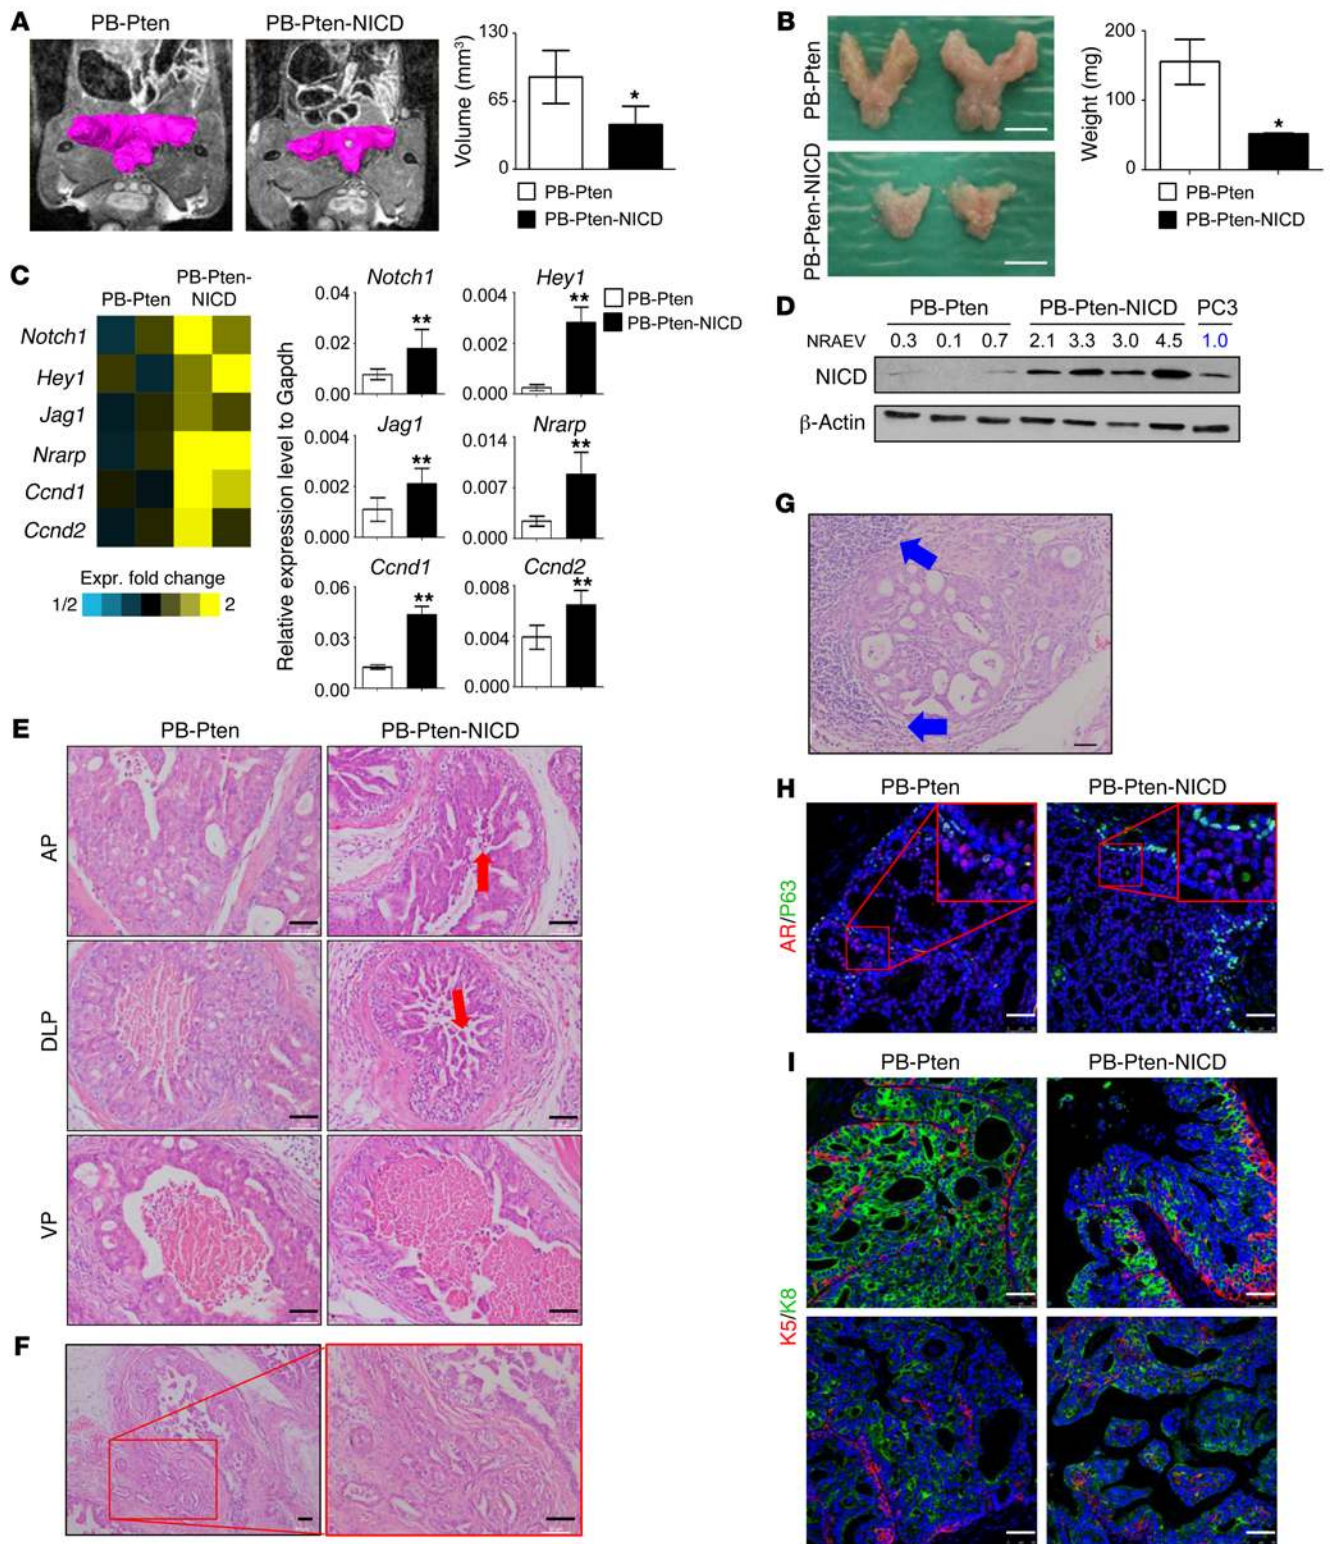 A
PB-Pten
PB-Pten-NICD
Volume (mm³)
130
65
0
*
PB-Pten
PB-Pten-NICD
B
PB-Pten
PB-Pten-NICD
Weight (mg)
200
100
0
*
PB-Pten
PB-Pten-NICD
C
PB-Pten
PB-Pten-
NICD
Notch1
Hey1
Jag1
Nrarp
Ccnd1
Ccnd2
Expr. fold change
1/2
2
Relative expression level to Gapdh
Notch1
0.04
0.02
0.00
**
Hey1
0.004
0.002
0.000
**
PB-Pten
PB-Pten-NICD
Jag1
0.004
0.002
0.000
**
Nrarp
0.014
0.007
0.000
**
Ccnd1
0.06
0.03
0.00
**
Ccnd2
0.008
0.004
0.000
**
D
PB-Pten PB-Pten-NICD PC3
NRAEV 0.3 0.1 0.7 2.1 3.3 3.0 4.5 1.0
NICD
β-Actin
E
PB-Pten
PB-Pten-NICD
AP
DLP
VP
F
G
H
PB-Pten
PB-Pten-NICD
AR/P63
I
PB-Pten
PB-Pten-NICD
K5/K8